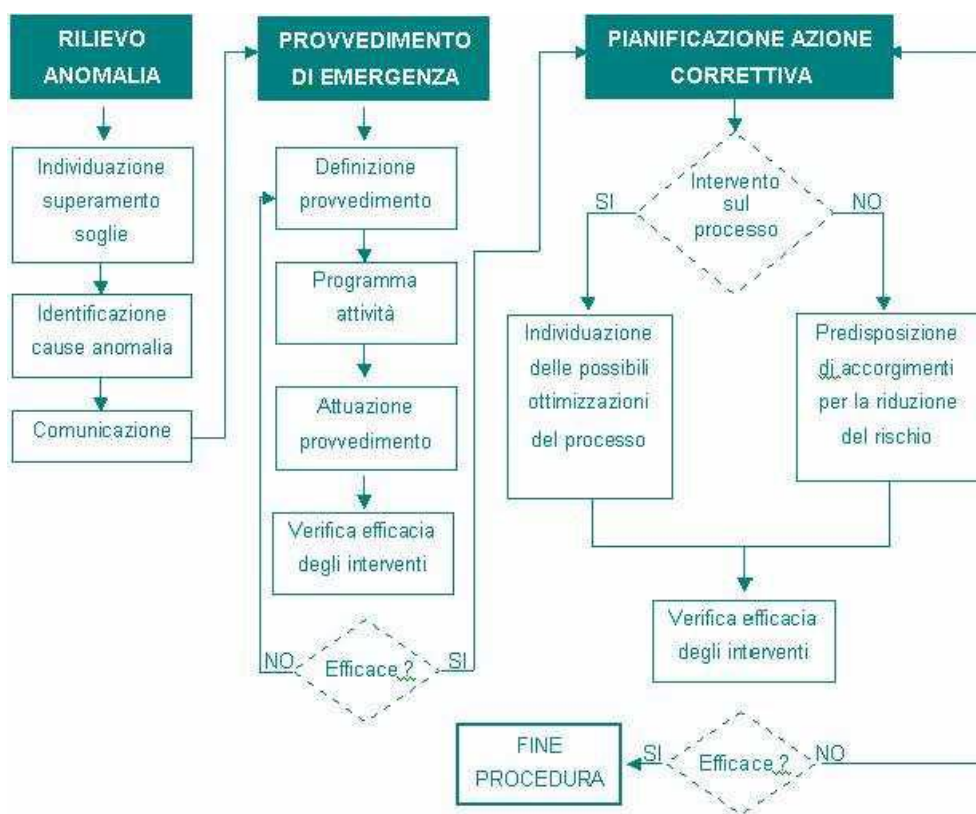 RILIEVO
ANOMALIA
Individuazione
superamento
soglie
Identificazione
cause anomalia
Comunicazione
PROVVEDIMENTO
DI EMERGENZA
Definizione
provvedimento
Programma
attività
Attuazione
provvedimento
Verifica efficacia
degli interventi
NO
Efficace ?
SI
PIANIFICAZIONE AZIONE
CORRETTIVA
Intervento
sul
processo
SI
NO
Individuazione
delle possibili
ottimizzazioni
del processo
Predisposizione
di accorgimenti
per la riduzione
del rischio
Verifica efficacia
degli interventi
Efficace ?
SI
NO
FINE
PROCEDURA